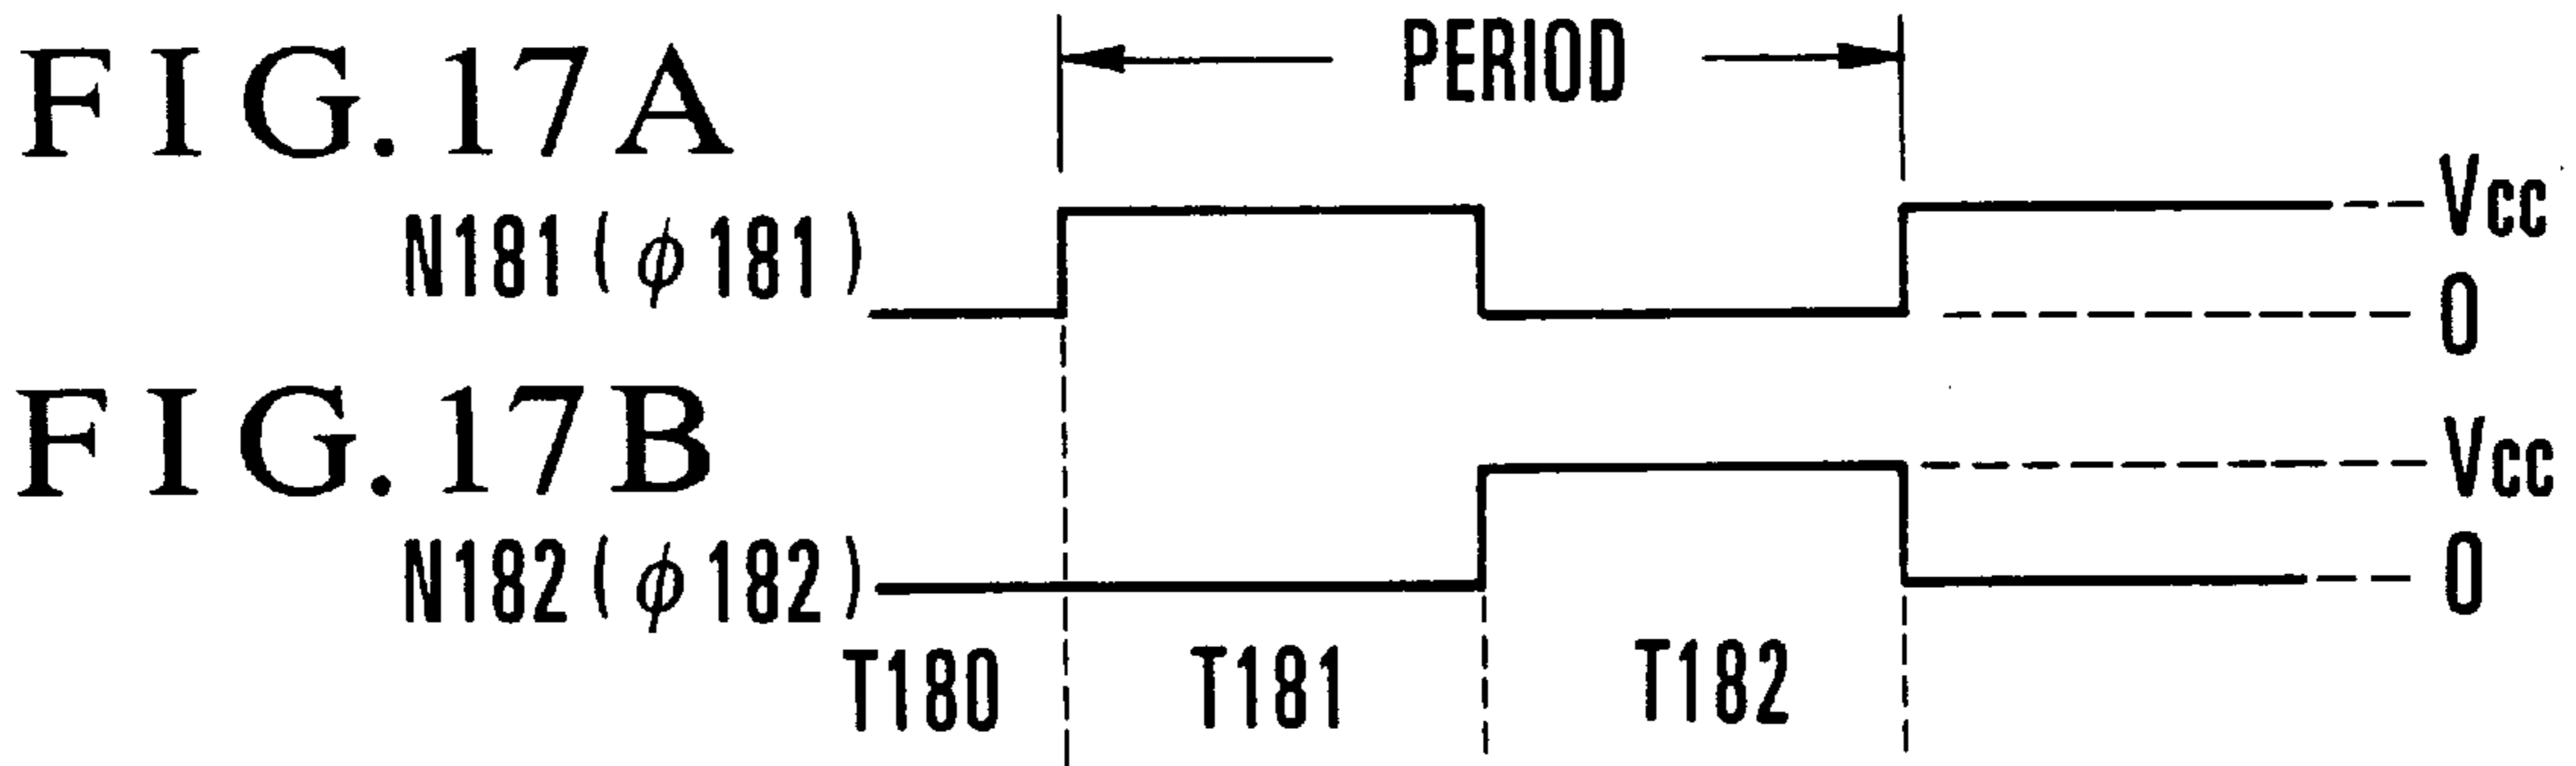 FIG. 17A
PERIOD
N181(φ181)
Vcc
0
FIG. 17B
Vcc
N182(φ182)
0
T180 T181 T182